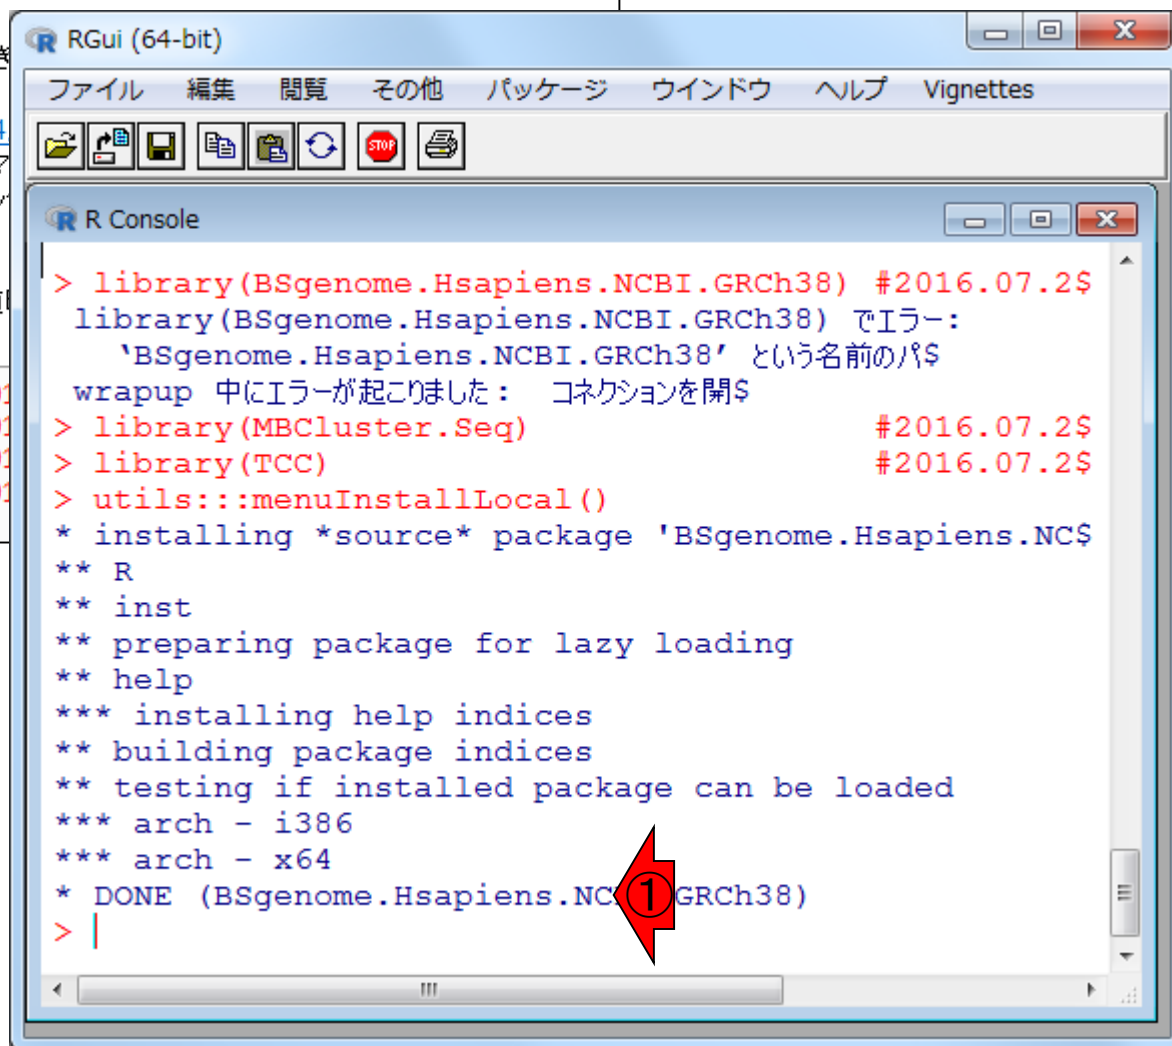 RGui (64-bit)
ファイル 編集 閲覧 その他 パッケージ ウインドウ ヘルプ Vignettes
STOP
R Console
> library(BSgenome.Hsapiens.NCBI.GRCh38) #2016.07.2$
library(BSgenome.Hsapiens.NCBI.GRCh38) でエラー:
‘BSgenome.Hsapiens.NCBI.GRCh38’ という名前のパ$
wrapup 中にエラーが起こりました: コネクションを開$
> library(MBCluster.Seq) #2016.07.2$
> library(TCC) #2016.07.2$
> utils:::menuInstallLocal()
* installing *source* package 'BSgenome.Hsapiens.NC$
** R
** inst
** preparing package for lazy loading
** help
*** installing help indices
** building package indices
** testing if installed package can be loaded
*** arch - i386
*** arch - x64
* DONE (BSgenome.Hsapiens.NC ① GRCh38)
>